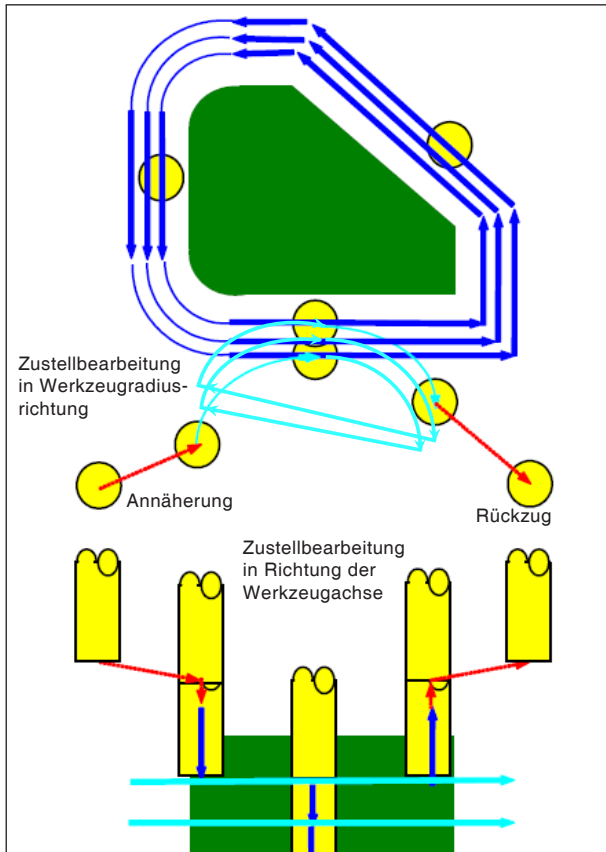 Zustellbearbeitung
in Werkzeugradius-
richtung
Annäherung
Rückzug
Zustellbearbeitung
in Richtung der
Werkzeugachse